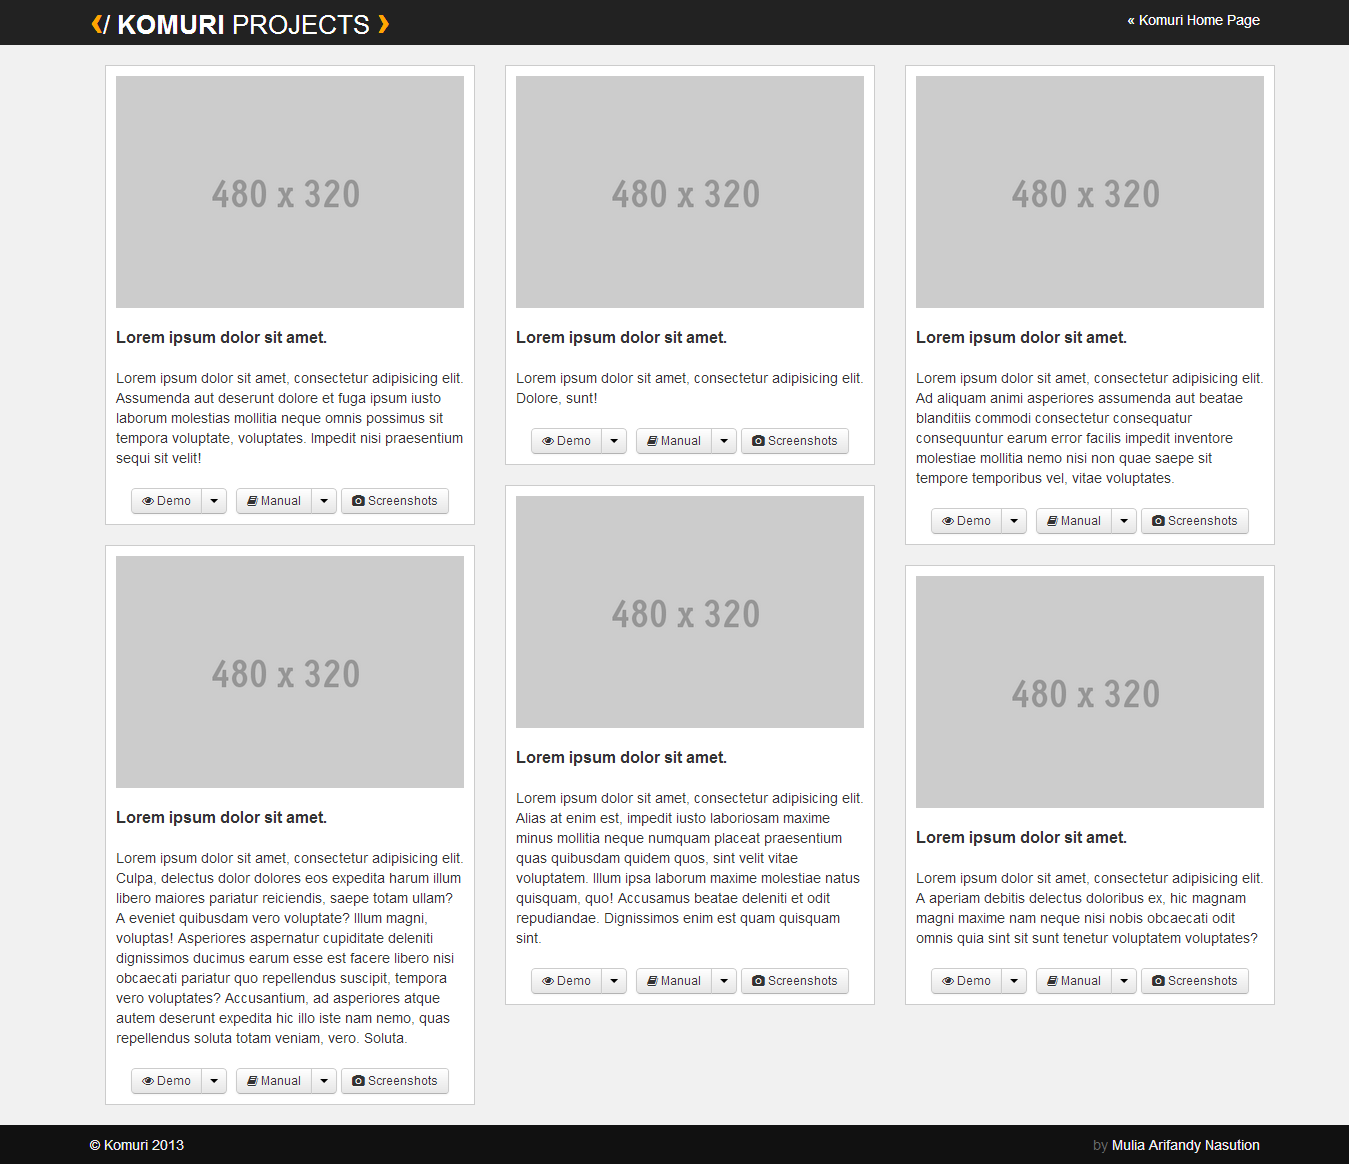 ❰/ KOMURI PROJECTS ❱
« Komuri Home Page
480 x 320
Lorem ipsum dolor sit amet.
Lorem ipsum dolor sit amet, consectetur adipisicing elit.
Assumenda aut deserunt dolore et fuga ipsum iusto
laborum molestias mollitia neque omnis possimus sit
tempora voluptate, voluptates. Impedit nisi praesentium
sequi sit velit!
Demo
Manual
Screenshots
480 x 320
Lorem ipsum dolor sit amet.
Lorem ipsum dolor sit amet, consectetur adipisicing elit.
Dolore, sunt!
Demo
Manual
Screenshots
480 x 320
Lorem ipsum dolor sit amet.
Lorem ipsum dolor sit amet, consectetur adipisicing elit.
Ad aliquam animi asperiores assumenda aut beatae
blanditiis commodi consectetur consequatur
consequuntur earum error facilis impedit inventore
molestiae mollitia nemo nisi non quae saepe sit
tempore temporibus vel, vitae voluptates.
Demo
Manual
Screenshots
480 x 320
Lorem ipsum dolor sit amet.
Lorem ipsum dolor sit amet, consectetur adipisicing elit.
Culpa, delectus dolor dolores eos expedita harum illum
libero maiores pariatur reiciendis, saepe totam ullam?
A eveniet quibusdam vero voluptate? Illum magni,
voluptas! Asperiores aspernatur cupiditate deleniti
dignissimos ducimus earum esse est facere libero nisi
obcaecati pariatur quo repellendus suscipit, tempora
vero voluptates? Accusantium, ad asperiores atque
autem deserunt expedita hic illo iste nam nemo, quas
repellendus soluta totam veniam, vero. Soluta.
Demo
Manual
Screenshots
480 x 320
Lorem ipsum dolor sit amet.
Lorem ipsum dolor sit amet, consectetur adipisicing elit.
Alias at enim est, impedit iusto laboriosam maxime
minus mollitia neque numquam placeat praesentium
quas quibusdam quidem quos, sint velit vitae
voluptatem. Illum ipsa laborum maxime molestiae natus
quisquam, quo! Accusamus beatae deleniti et odit
repudiandae. Dignissimos enim est quam quisquam
sint.
Demo
Manual
Screenshots
480 x 320
Lorem ipsum dolor sit amet.
Lorem ipsum dolor sit amet, consectetur adipisicing elit.
A aperiam debitis delectus doloribus ex, hic magnam
magni maxime nam neque nisi nobis obcaecati odit
omnis quia sint sit sunt tenetur voluptatem voluptates?
Demo
Manual
Screenshots
© Komuri 2013
by Mulia Arifandy Nasution